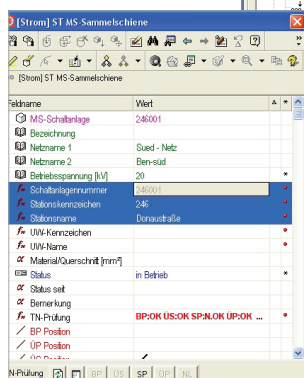 [Strom] ST MS-Sammelschiene
[Strom] ST MS-Sammelschiene
Feldname Wert
MS-Schaltanlage 246001
Bezeichnung
Netzname 1 Sued - Netz
Netzname 2 Ben-süd
Betriebsspannung [kV] 20 *
Schaltanlagennummer 246001
Stationskennzeichen 246
Stationsname Donaustraße
UW-Kennzeichen
UW-Name
Material/Querschnitt [mm²]
Status in Betrieb *
Status seit
Bemerkung
TN-Prüfung BP:OK ÜS:OK SP:N.OK ÜP:OK ...
BP Position
ÜP Position
ÜS Position
N-Prüfung BP ÜS SP ÜP NL